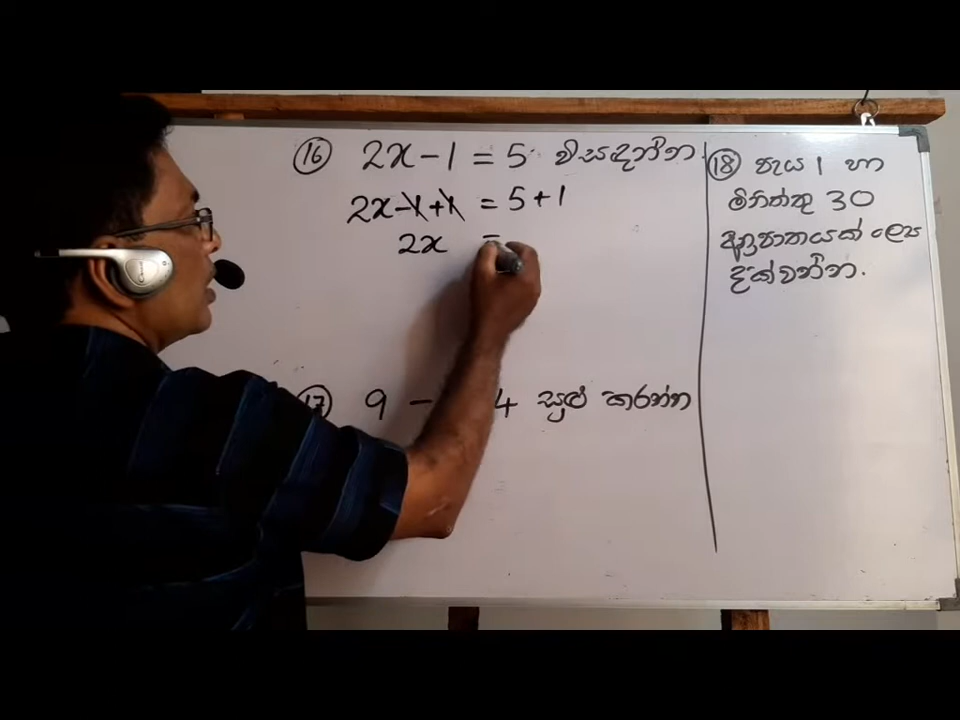 ⑯ 2x - 1 = 5 විසඳන්න.
2x - 1 + 1 = 5 + 1
2x =
⑰ 9 - 4 සුළු කරන්න
⑱ පැය 1 හා
මිනිත්තු 30
අනුපාතයක් ලෙස
දක්වන්න.